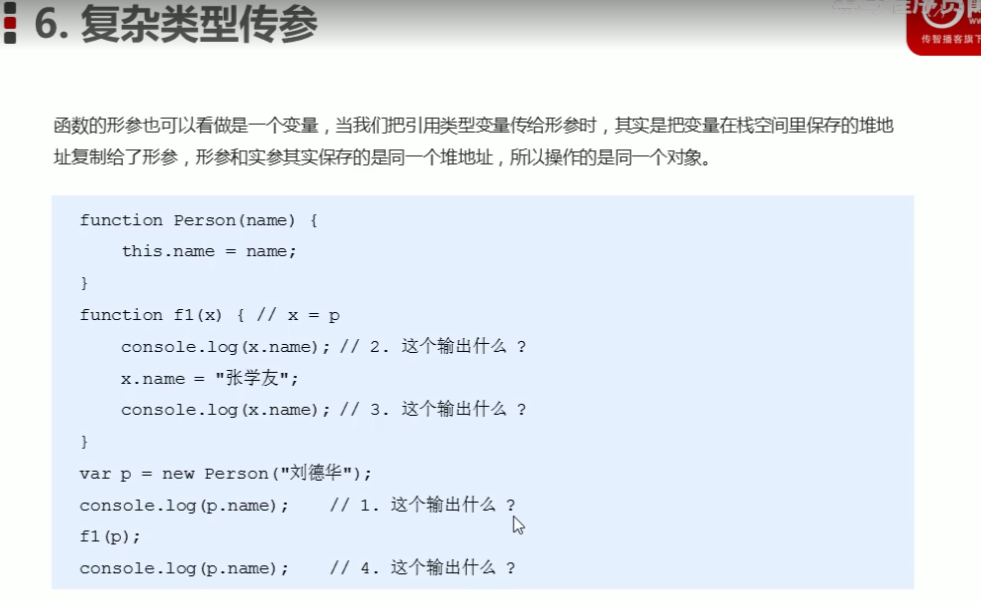 6. 复杂类型传参
传智播客旗下
函数的形参也可以看做是一个变量，当我们把引用类型变量传给形参时，其实是把变量在栈空间里保存的堆地
址复制给了形参，形参和实参其实保存的是同一个堆地址，所以操作的是同一个对象。
function Person(name) {
    this.name = name;
}
function f1(x) { // x = p
    console.log(x.name); // 2. 这个输出什么 ?
    x.name = "张学友";
    console.log(x.name); // 3. 这个输出什么 ?
}
var p = new Person("刘德华");
console.log(p.name);    // 1. 这个输出什么 ?
f1(p);
console.log(p.name);    // 4. 这个输出什么 ?